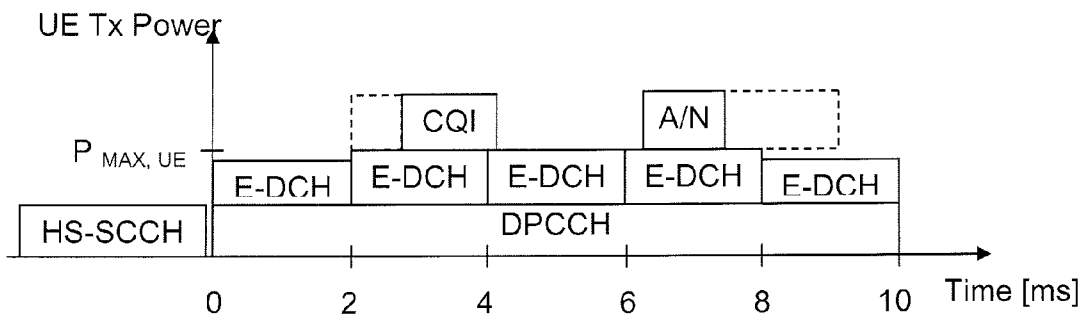 UE Tx Power
CQI
A/N
P MAX, UE
E-DCH E-DCH E-DCH E-DCH E-DCH
HS-SCCH
DPCCH
0 2 4 6 8 10
Time [ms]